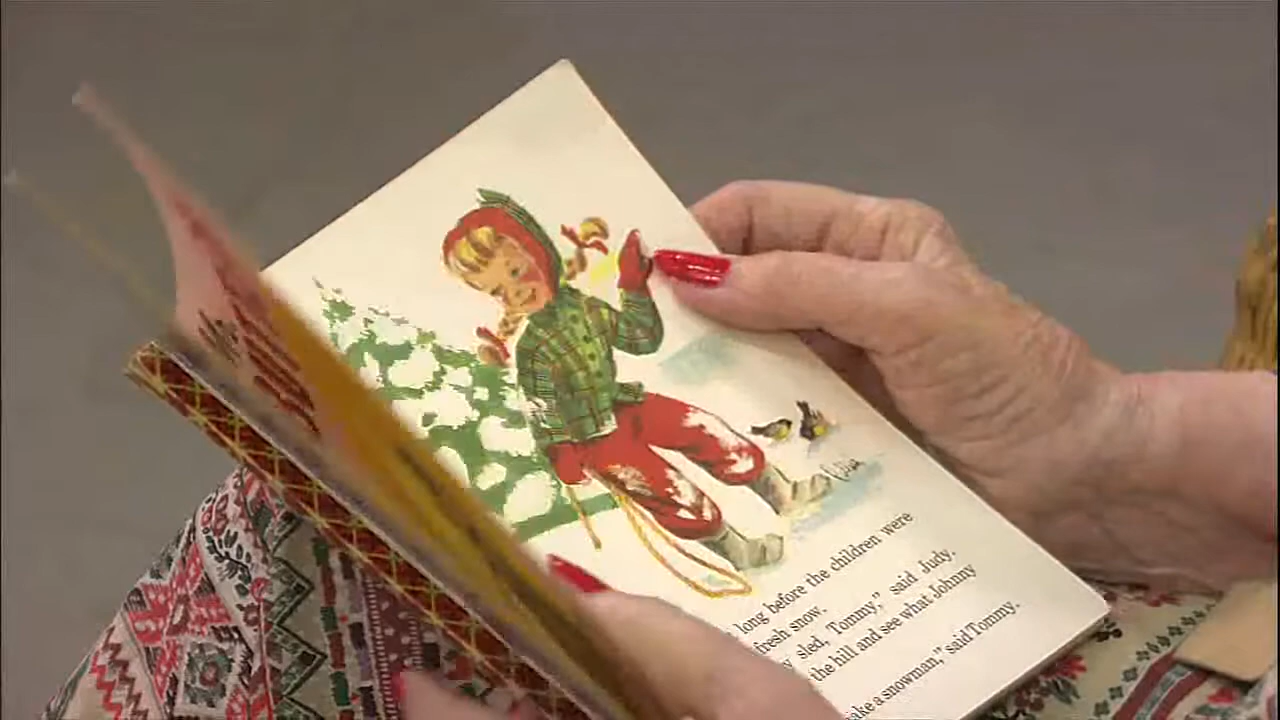 long before the children were
fresh snow.
sled, Tommy," said Judy.
the hill and see what Johnny
a snowman," said Tommy.